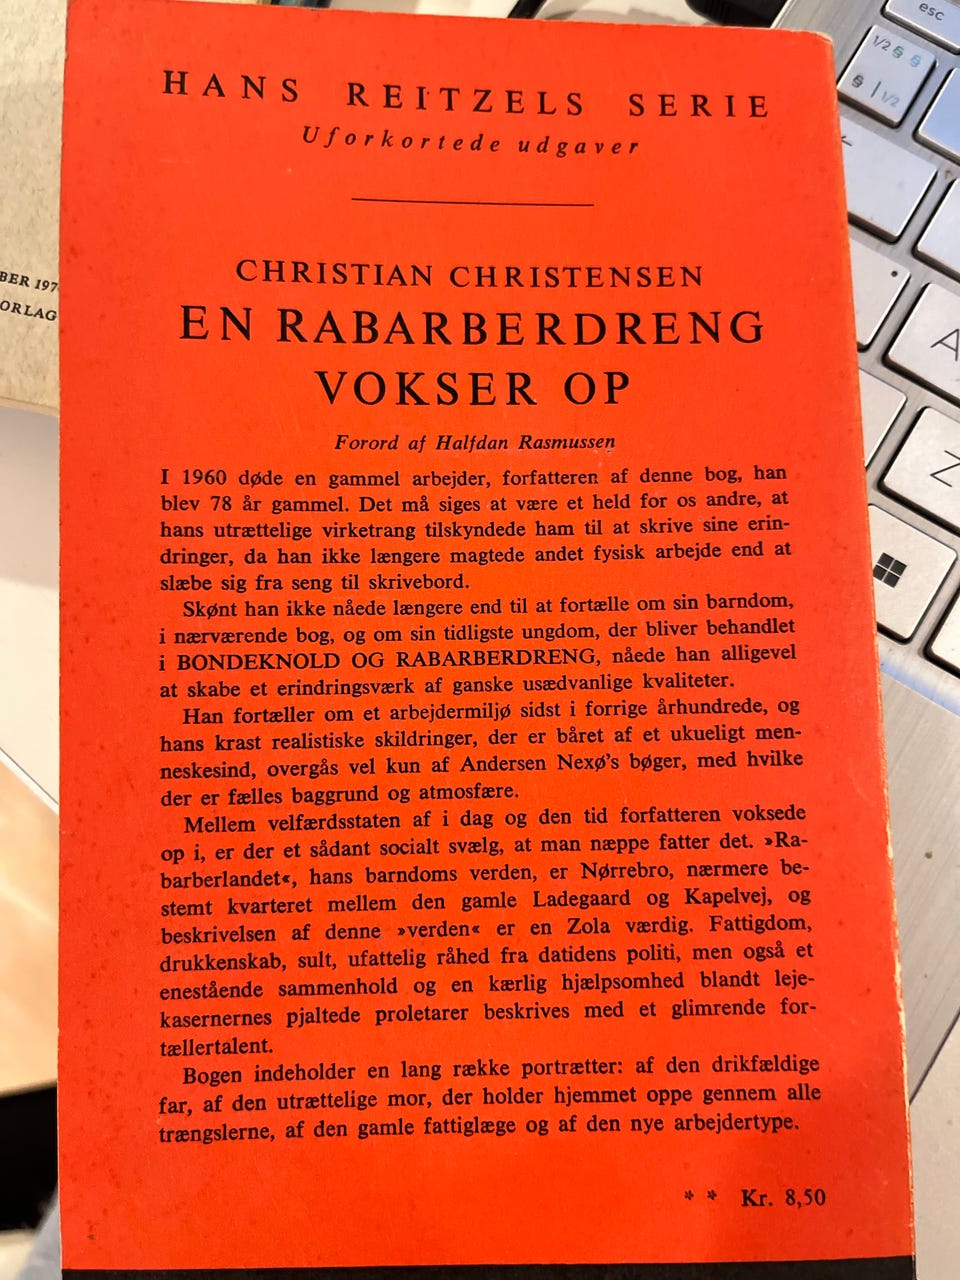 HANS REITZELS SERIE
Uforkortede udgaver
CHRISTIAN CHRISTENSEN
EN RABARBERDRENG
VOKSER OP
Forord af Halfdan Rasmussen
I 1960 døde en gammel arbejder, forfatteren af denne bog, han
blev 78 år gammel. Det må siges at være et held for os andre, at
hans utrættelige virketrang tilskyndede ham til at skrive sine erin-
dringer, da han ikke længere magtede andet fysisk arbejde end at
slæbe sig fra seng til skrivebord.
Skønt han ikke nåede længere end til at fortælle om sin barndom,
i nærværende bog, og om sin tidligste ungdom, der bliver behandlet
i BONDEKNOLD OG RABARBERDRENG, nåede han alligevel
at skabe et erindringsværk af ganske usædvanlige kvaliteter.
Han fortæller om et arbejdermiljø sidst i forrige århundrede, og
hans krast realistiske skildringer, der er båret af et ukueligt men-
neskesind, overgås vel kun af Andersen Nexø's bøger, med hvilke
der er fælles baggrund og atmosfære.
Mellem velfærdsstaten af i dag og den tid forfatteren voksede
op i, er der et sådant socialt svælg, at man næppe fatter det. »Ra-
barberlandet«, hans barndoms verden, er Nørrebro, nærmere be-
stemt kvarteret mellem den gamle Ladegaard og Kapelvej, og
beskrivelsen af denne »verden« er en Zola værdig. Fattigdom,
drukkenskab, sult, ufattelig råhed fra datidens politi, men også et
enestående sammenhold og en kærlig hjælpsomhed blandt leje-
kasernernes pjaltede proletarer beskrives med et glimrende for-
tællertalent.
Bogen indeholder en lang række portrætter: af den drikfældige
far, af den utrættelige mor, der holder hjemmet oppe gennem alle
trængslerne, af den gamle fattiglæge og af den nye arbejdertype.
* * Kr. 8,50
BER 197
ORLAG
esc
1/2 § §
§ | 1/2
A
Z